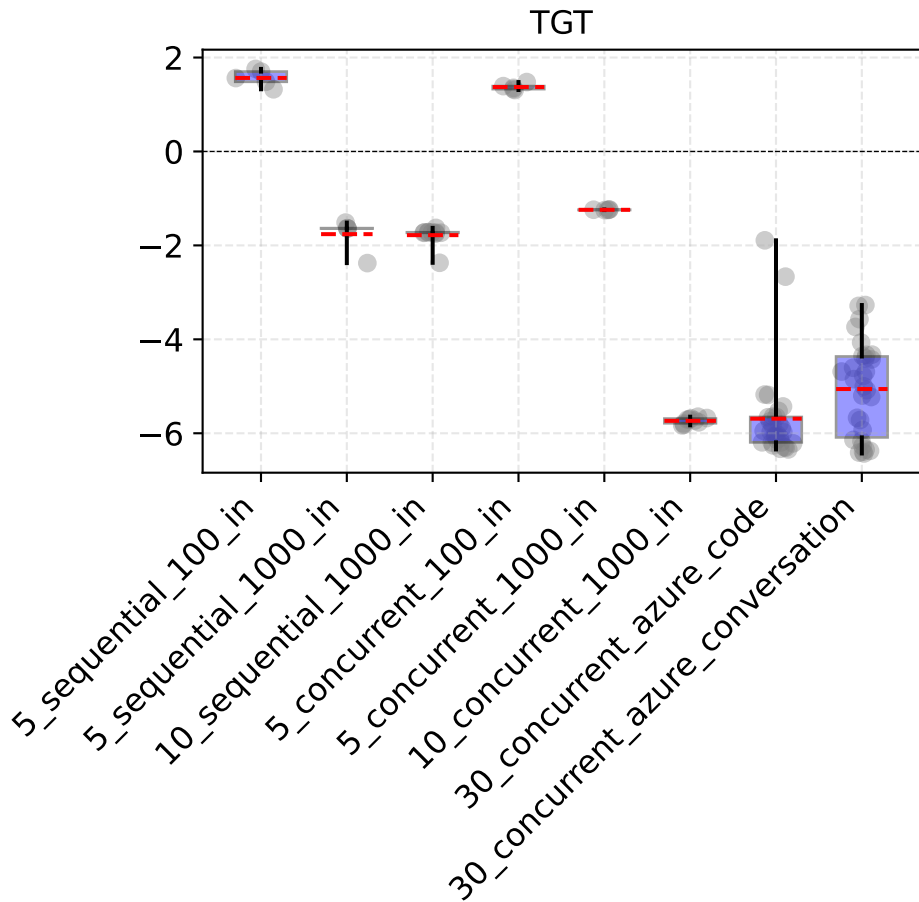 TGT
2
0
−2
−4
−6
5_sequential_100_in
5_sequential_1000_in
10_sequential_1000_in
5_concurrent_100_in
5_concurrent_1000_in
10_concurrent_1000_in
30_concurrent_azure_code
30_concurrent_azure_conversation